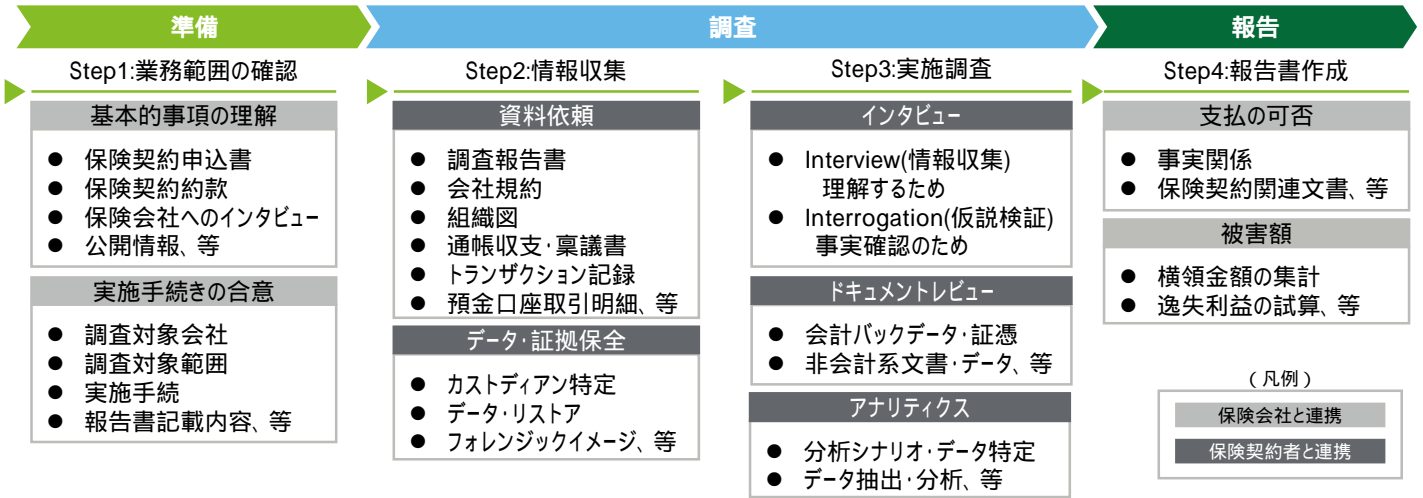 準備
調査
報告
Step1:業務範囲の確認
基本的事項の理解
● 保険契約申込書
● 保険契約約款
● 保険会社へのインタビュー
● 公開情報、等
実施手続きの合意
● 調査対象会社
● 調査対象範囲
● 実施手続
● 報告書記載内容、等
Step2:情報収集
資料依頼
● 調査報告書
● 会社規約
● 組織図
● 通帳収支・稟議書
● トランザクション記録
● 預金口座取引明細、等
データ・証拠保全
● カストディアン特定
● データ・リストア
● フォレンジックイメージ、等
Step3:実施調査
インタビュー
● Interview(情報収集)
理解するため
● Interrogation(仮説検証)
事実確認のため
ドキュメントレビュー
● 会計バックデータ・証憑
● 非会計系文書・データ、等
アナリティクス
● 分析シナリオ・データ特定
● データ抽出・分析、等
Step4:報告書作成
支払の可否
● 事実関係
● 保険契約関連文書、等
被害額
● 横領金額の集計
● 逸失利益の試算、等
(凡例)
保険会社と連携
保険契約者と連携